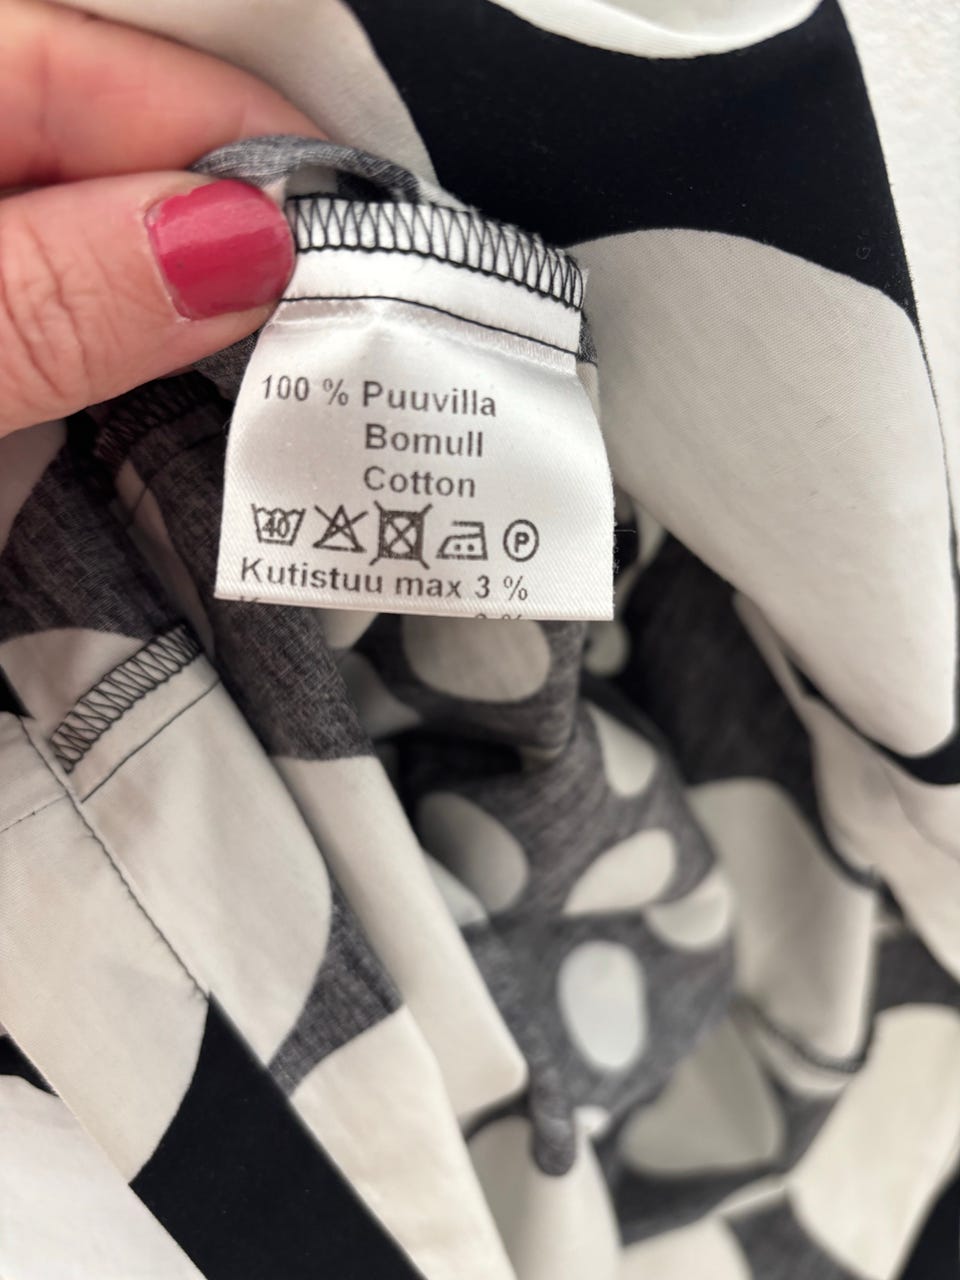 100 % Puuvilla
Bomull
Cotton
40 P
Kutistuu max 3 %